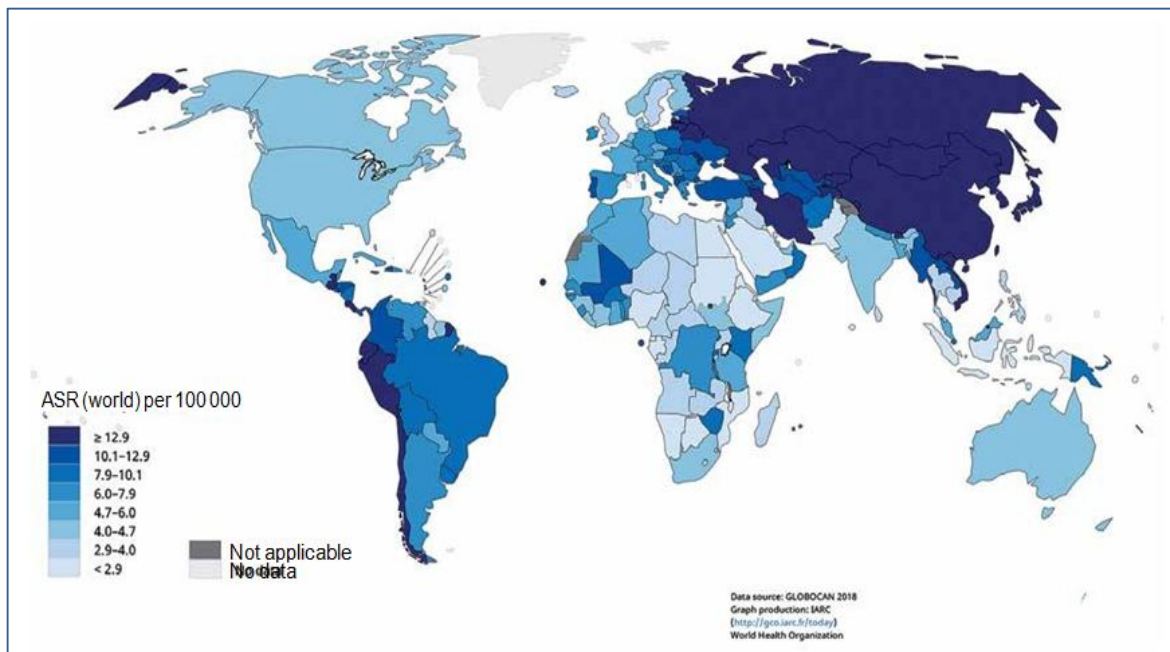 ASR (world) per 100 000
≥ 12.9
10.1–12.9
7.9–10.1
6.0–7.9
4.7–6.0
4.0–4.7
2.9–4.0
< 2.9
Not applicable
No data
Data source: GLOBOCAN 2018
Graph production: IARC
(http://gco.iarc.fr/today)
World Health Organization